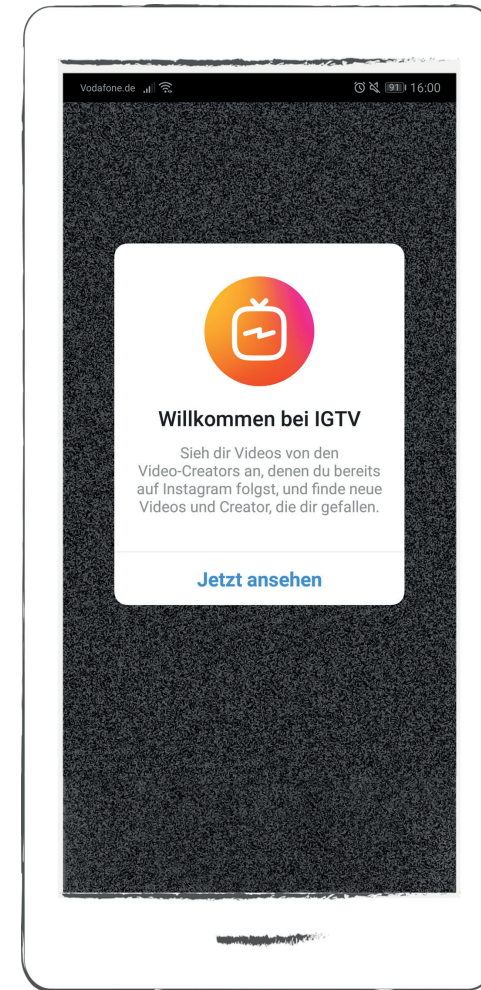 Vodafone.de 91 16:00
Willkommen bei IGTV
Sieh dir Videos von den
Video-Creators an, denen du bereits
auf Instagram folgst, und finde neue
Videos und Creator, die dir gefallen.
Jetzt ansehen